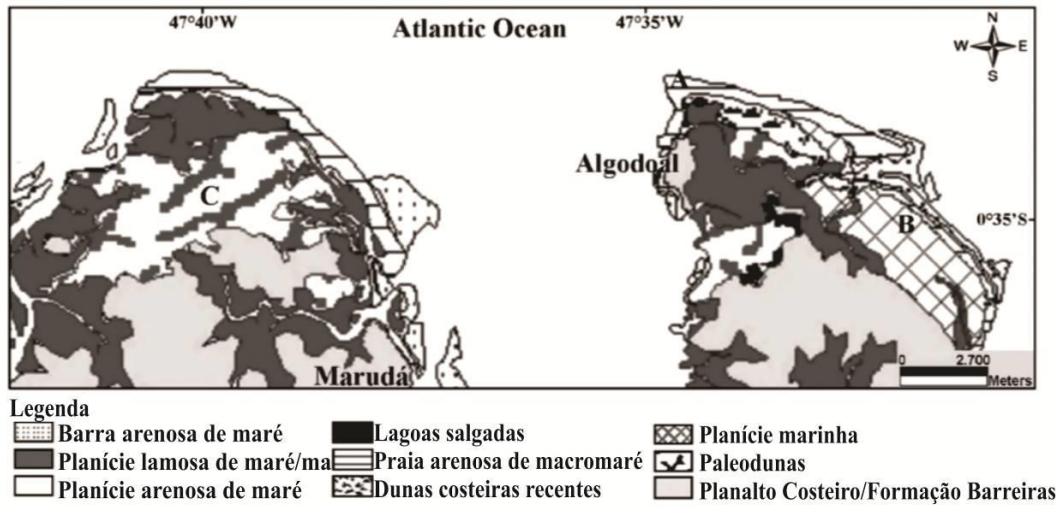 47°40'W
47°35'W
Atlantic Ocean
N
W E
S
A
Algodoal
C
B
0°35'S
Marudá
0 2.700
Meters
Legenda
Barra arenosa de maré
Lagoas salgadas
Planície marinha
Planície lamosa de maré/ma
Praia arenosa de macromaré
Paleodunas
Planície arenosa de maré
Dunas costeiras recentes
Planalto Costeiro/Formação Barreiras